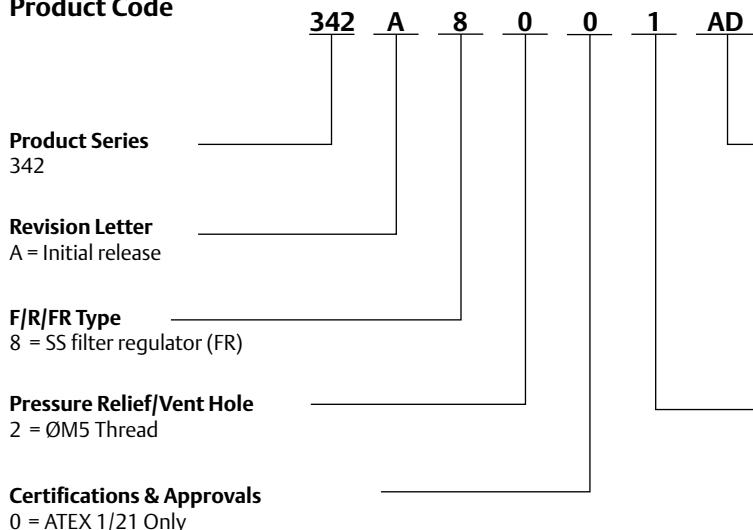 Product Code
342 A 8 0 0 1 AD
Product Series
342
Revision Letter
A = Initial release
F/R/FR Type
8 = SS filter regulator (FR)
Pressure Relief/Vent Hole
2 = ØM5 Thread
Certifications & Approvals
0 = ATEX 1/21 Only